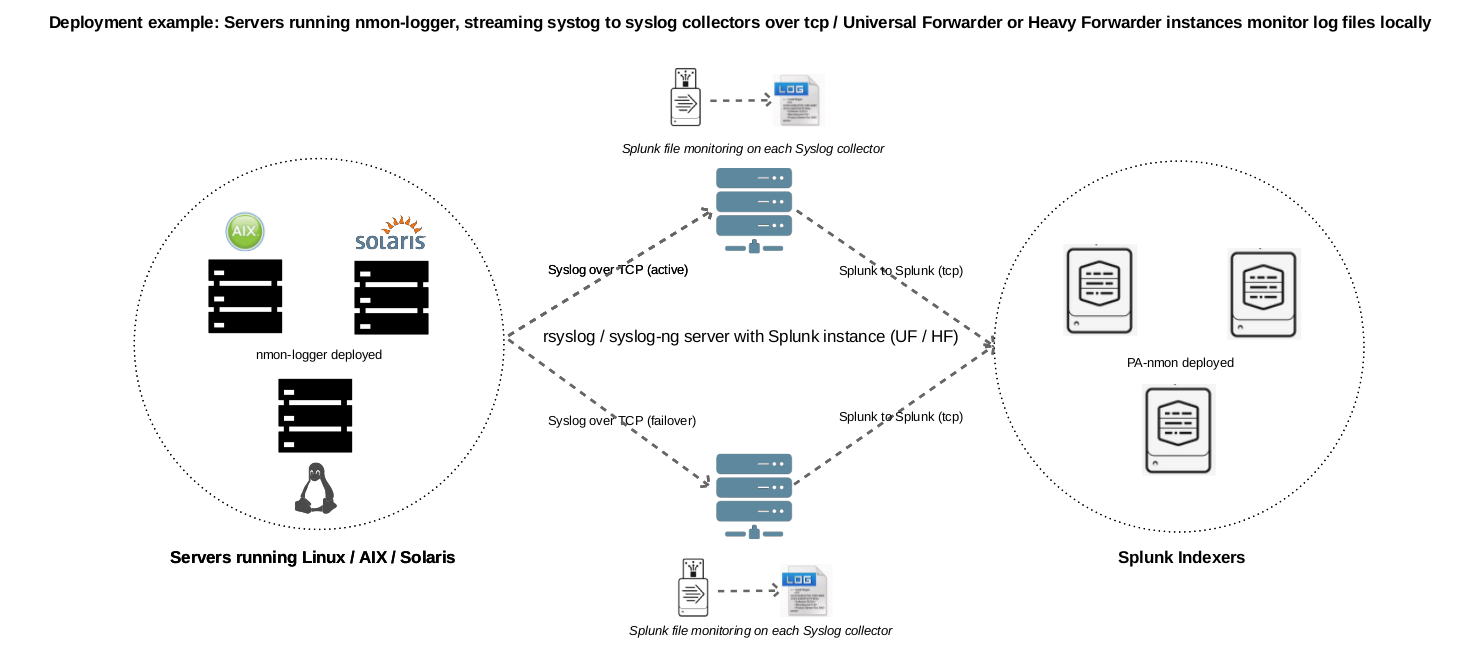 Deployment example: Servers running nmon-logger, streaming systog to syslog collectors over tcp / Universal Forwarder or Heavy Forwarder instances monitor log files locally
LOG
Splunk file monitoring on each Syslog collector
AIX
solaris
Syslog over TCP (active)
Splunk to Splunk (tcp)
rsyslog / syslog-ng server with Splunk instance (UF / HF)
nmon-logger deployed
PA-nmon deployed
Syslog over TCP (failover)
Splunk to Splunk (tcp)
Servers running Linux / AIX / Solaris
Splunk Indexers
LOG
Splunk file monitoring on each Syslog collector